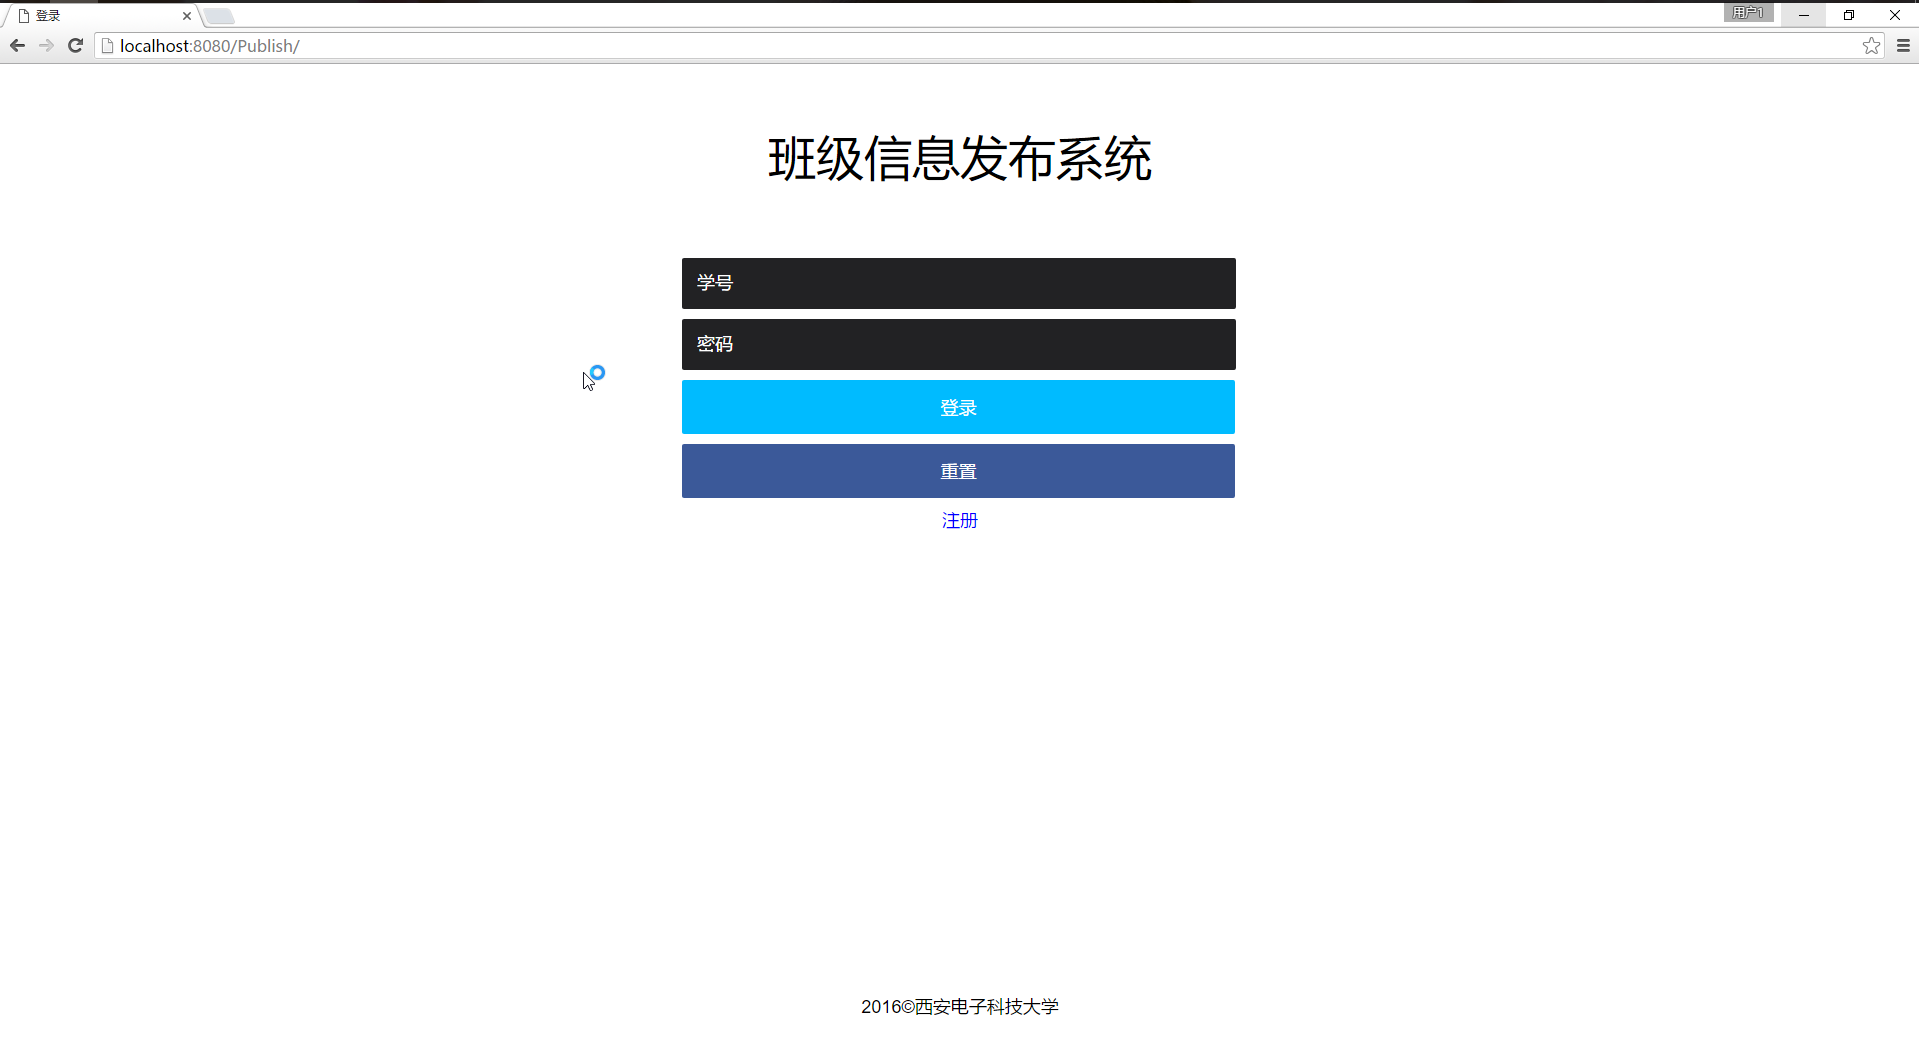 登录
用户1
localhost:8080/Publish/
班级信息发布系统
学号
密码
登录
重置
注册
2016©西安电子科技大学